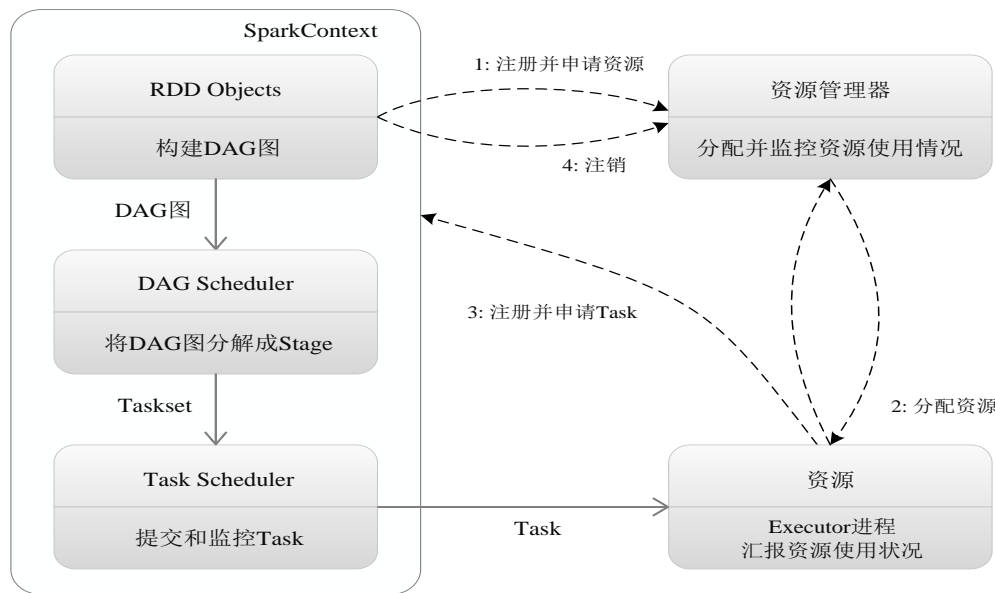 SparkContext
RDD Objects
构建DAG图
1: 注册并申请资源
资源管理器
分配并监控资源使用情况
4: 注销
DAG图
DAG Scheduler
将DAG图分解成Stage
3: 注册并申请Task
Taskset
2: 分配资源
Task Scheduler
提交和监控Task
Task
资源
Executor进程
汇报资源使用状况